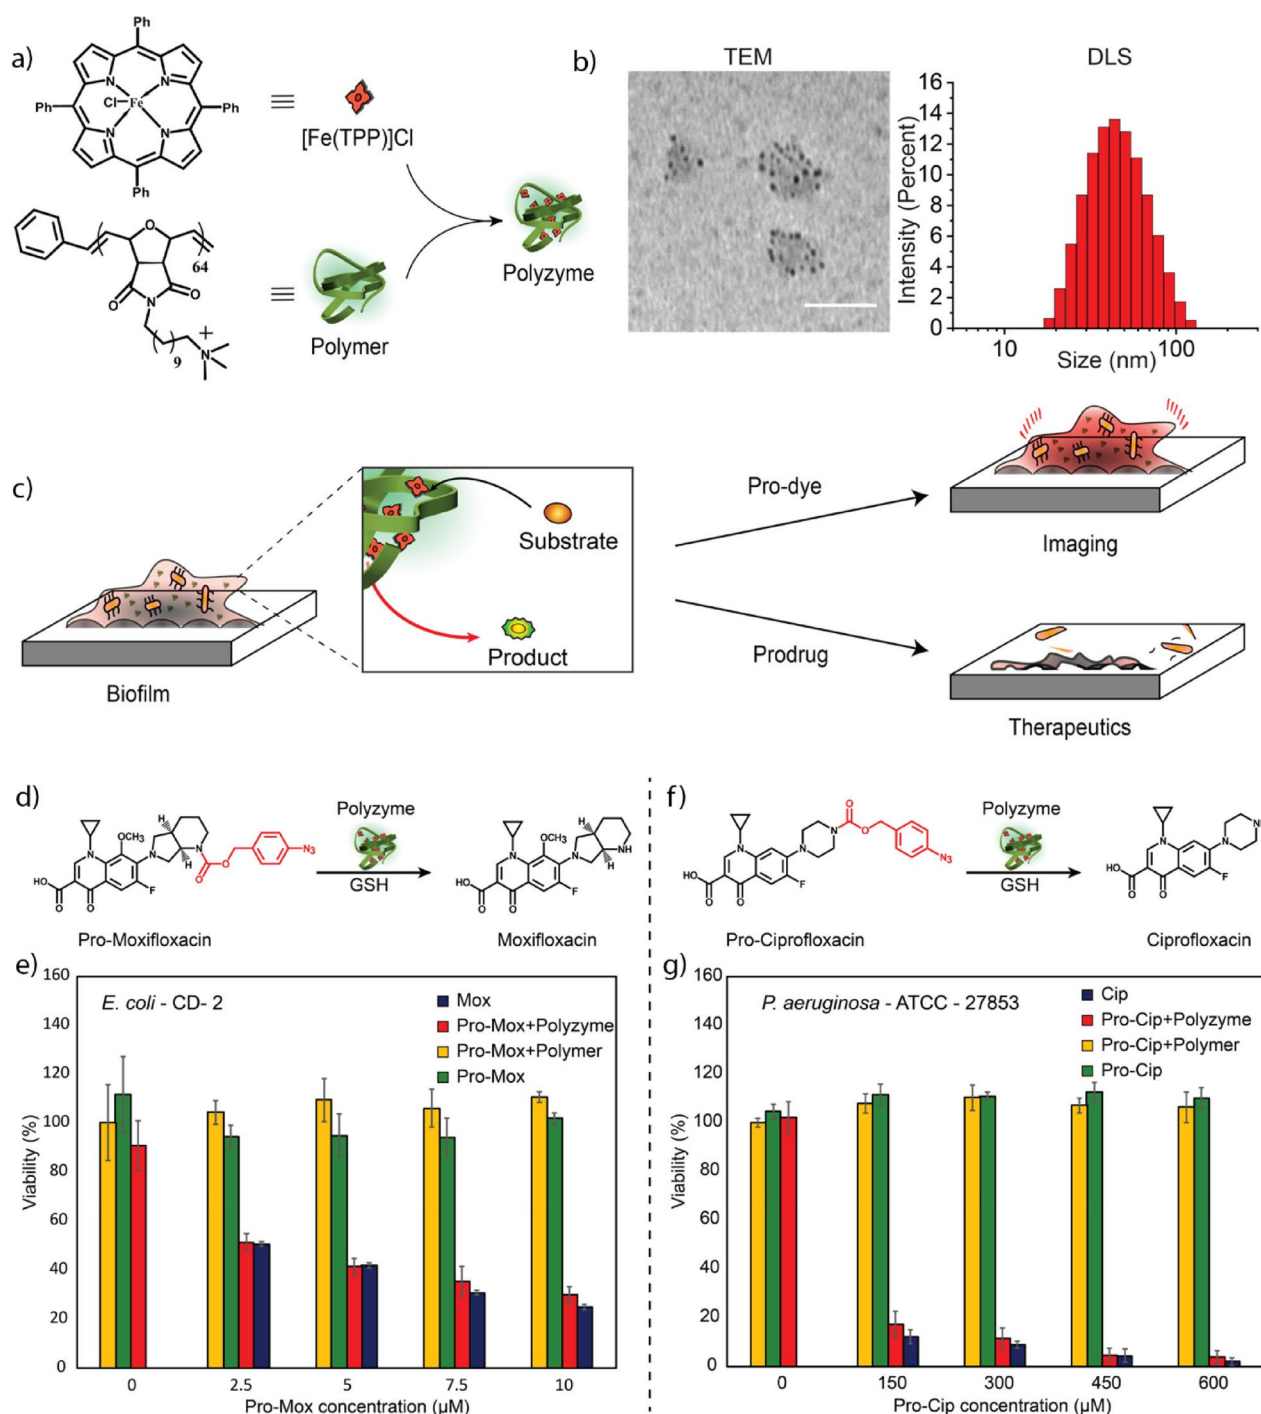 a)
Ph
Ph
Ph
Ph
N
N
N
N
Cl
Fe
≡
[Fe(TPP)]Cl
O
64
O
N
O
9
+
N
≡
Polymer
Polyzyme
b)
TEM
DLS
Intensity (Percent)
16
14
12
10
8
6
4
2
0
10
100
Size (nm)
c)
Biofilm
Substrate
Product
Pro-dye
Imaging
Prodrug
Therapeutics
d)
H
OCH₃
N
N
N
H
HO
O
O
F
O
O
N₃
Polyzyme
GSH
H
OCH₃
N
N
H
NH
HO
O
O
F
Pro-Moxifloxacin
Moxifloxacin
e)
Viability (%)
160
140
120
100
80
60
40
20
0
E. coli - CD- 2
Mox
Pro-Mox+Polyzyme
Pro-Mox+Polymer
Pro-Mox
0
2.5
5
7.5
10
Pro-Mox concentration (µM)
f)
O
N
O
N
N
N₃
HO
O
O
F
Polyzyme
GSH
N
N
HO
O
O
F
Pro-Ciprofloxacin
Ciprofloxacin
g)
Viability (%)
160
140
120
100
80
60
40
20
0
P. aeruginosa - ATCC - 27853
Cip
Pro-Cip+Polyzyme
Pro-Cip+Polymer
Pro-Cip
0
150
300
450
600
Pro-Cip concentration (µM)